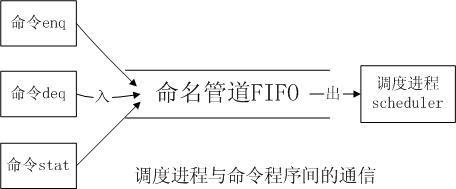 命令enq
命令deq
命令stat
入
命名管道FIFO
出
调度进程
scheduler
调度进程与命令程序间的通信